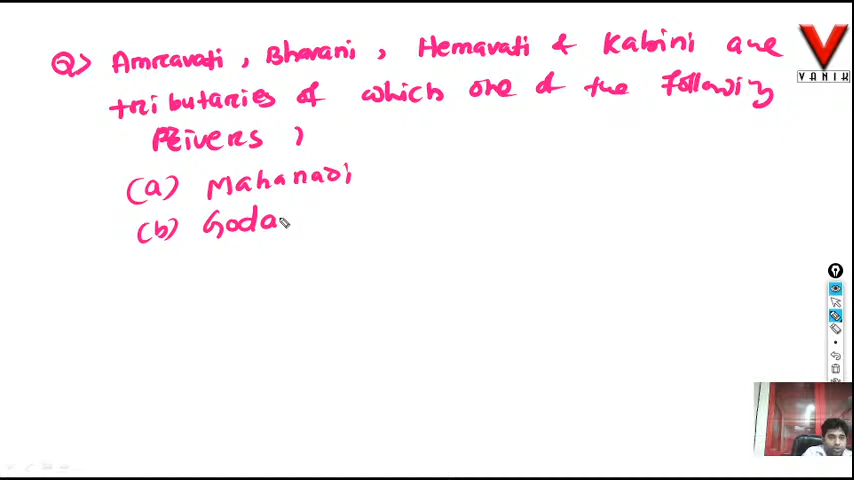 Q> Amravati, Bhavani, Hemavati & Kabini are
tributaries of which one of the following
Rivers ?
(a) Mahanadi
(b) Goda
VANIK